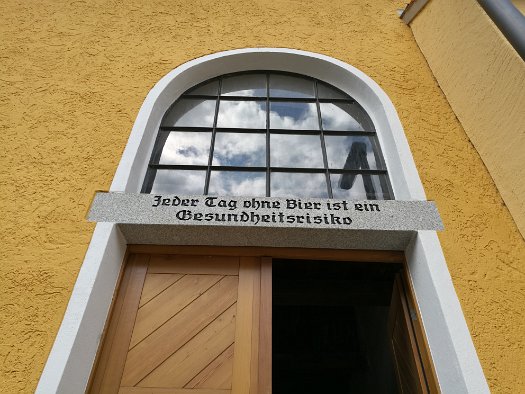 Jeder Tag ohne Bier ist ein
Gesundheitsrisiko